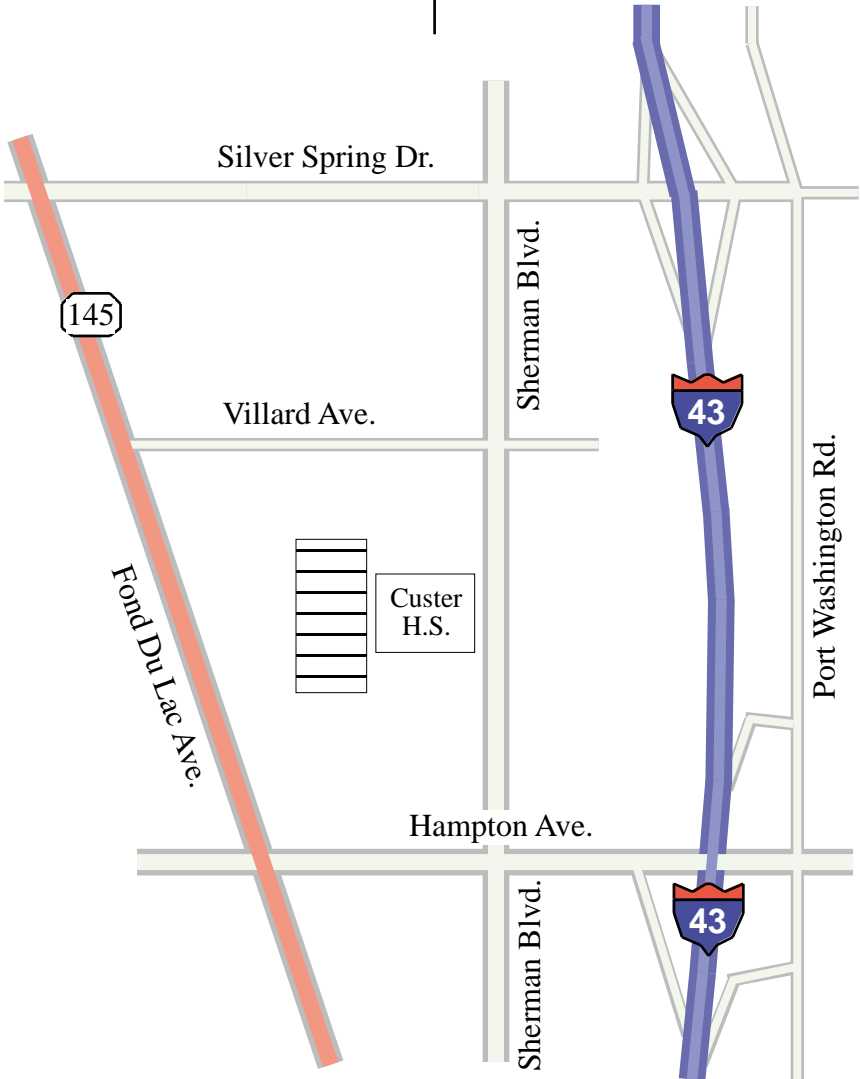 Silver Spring Dr.
Sherman Blvd.
145
43
Villard Ave.
Port Washington Rd.
Fond Du Lac Ave.
Custer
H.S.
Hampton Ave.
Sherman Blvd.
43